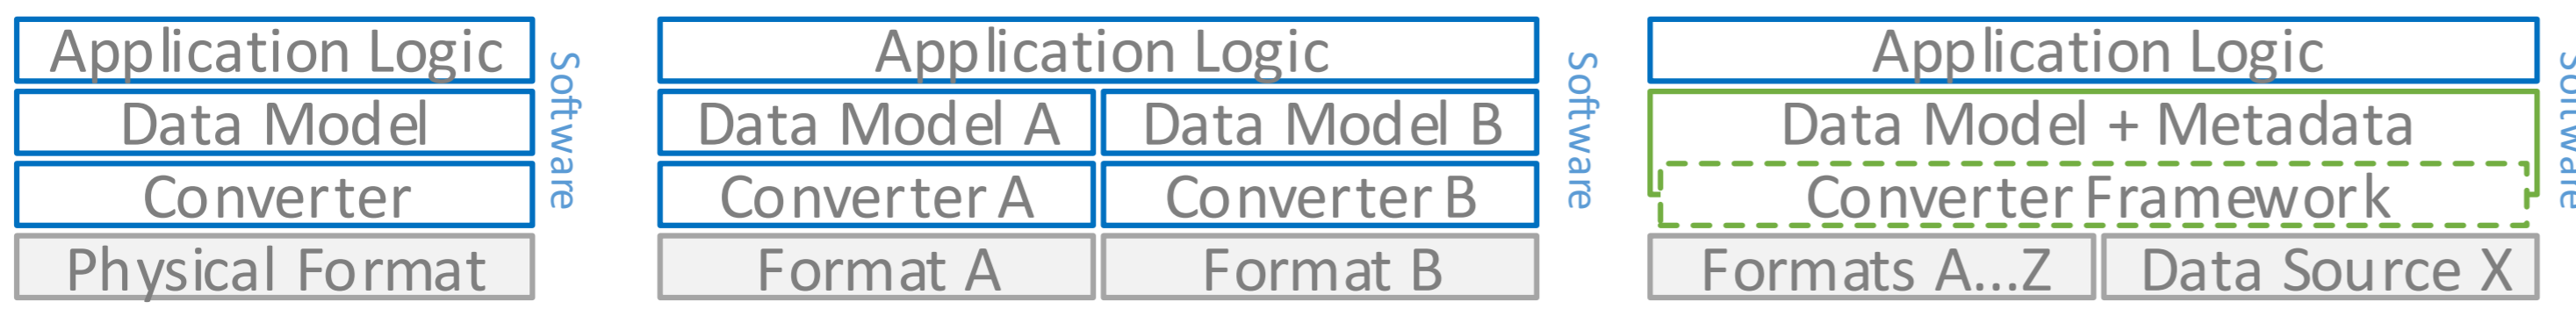 Application Logic
Data Model
Converter
Physical Format
Software
Application Logic
Data Model A
Data Model B
Converter A
Converter B
Format A
Format B
Software
Application Logic
Data Model + Metadata
Converter Framework
Formats A...Z
Data Source X
Software